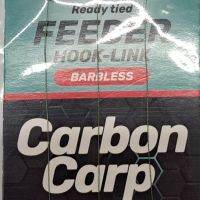 Ready tied
FEEDER
HOOK-LINK
BARBLESS
Carbon
Carp